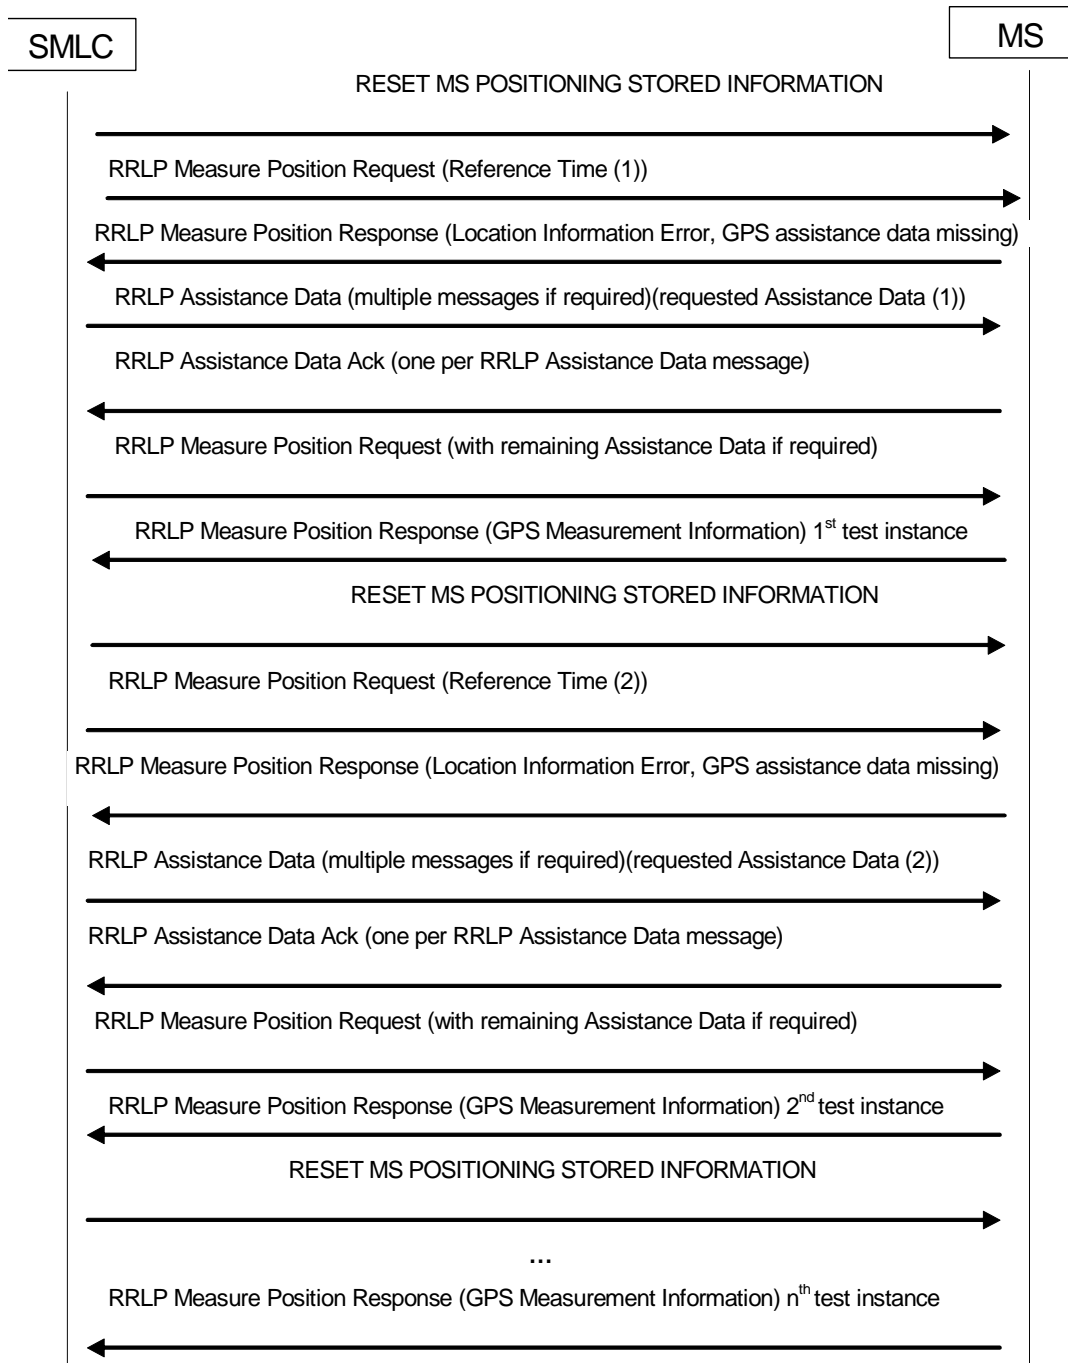 SMLC
MS
RESET MS POSITIONING STORED INFORMATION
RRLP Measure Position Request (Reference Time (1))
RRLP Measure Position Response (Location Information Error, GPS assistance data missing)
RRLP Assistance Data (multiple messages if required)(requested Assistance Data (1))
RRLP Assistance Data Ack (one per RRLP Assistance Data message)
RRLP Measure Position Request (with remaining Assistance Data if required)
RRLP Measure Position Response (GPS Measurement Information) 1st test instance
RESET MS POSITIONING STORED INFORMATION
RRLP Measure Position Request (Reference Time (2))
RRLP Measure Position Response (Location Information Error, GPS assistance data missing)
RRLP Assistance Data (multiple messages if required)(requested Assistance Data (2))
RRLP Assistance Data Ack (one per RRLP Assistance Data message)
RRLP Measure Position Request (with remaining Assistance Data if required)
RRLP Measure Position Response (GPS Measurement Information) 2nd test instance
RESET MS POSITIONING STORED INFORMATION
...
RRLP Measure Position Response (GPS Measurement Information) nth test instance